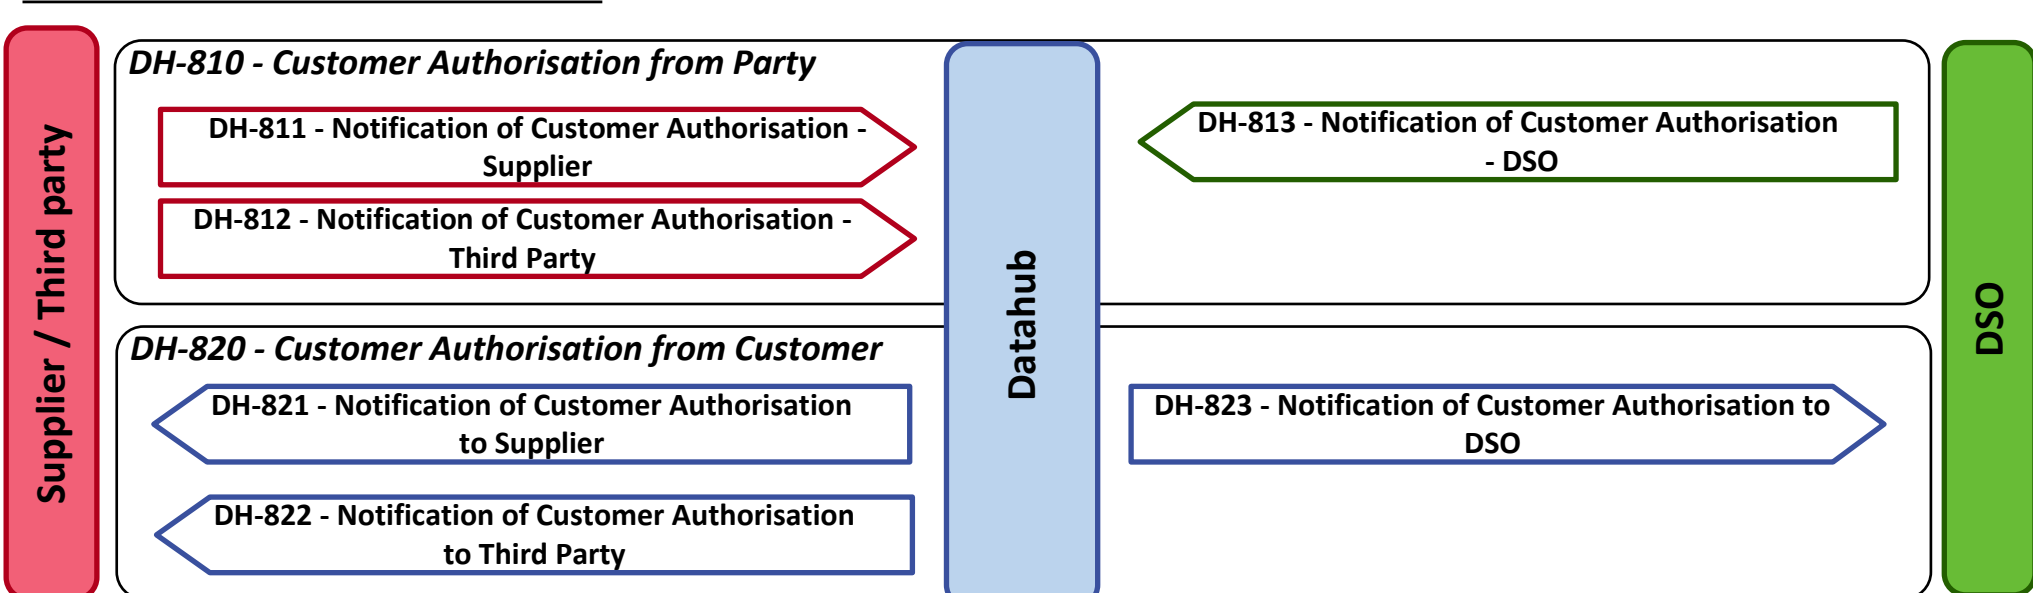 Supplier / Third party
DH-810 - Customer Authorisation from Party
DH-811 - Notification of Customer Authorisation -
Supplier
DH-812 - Notification of Customer Authorisation -
Third Party
Datahub
DH-813 - Notification of Customer Authorisation
- DSO
DSO
DH-820 - Customer Authorisation from Customer
DH-821 - Notification of Customer Authorisation
to Supplier
DH-822 - Notification of Customer Authorisation
to Third Party
DH-823 - Notification of Customer Authorisation to
DSO